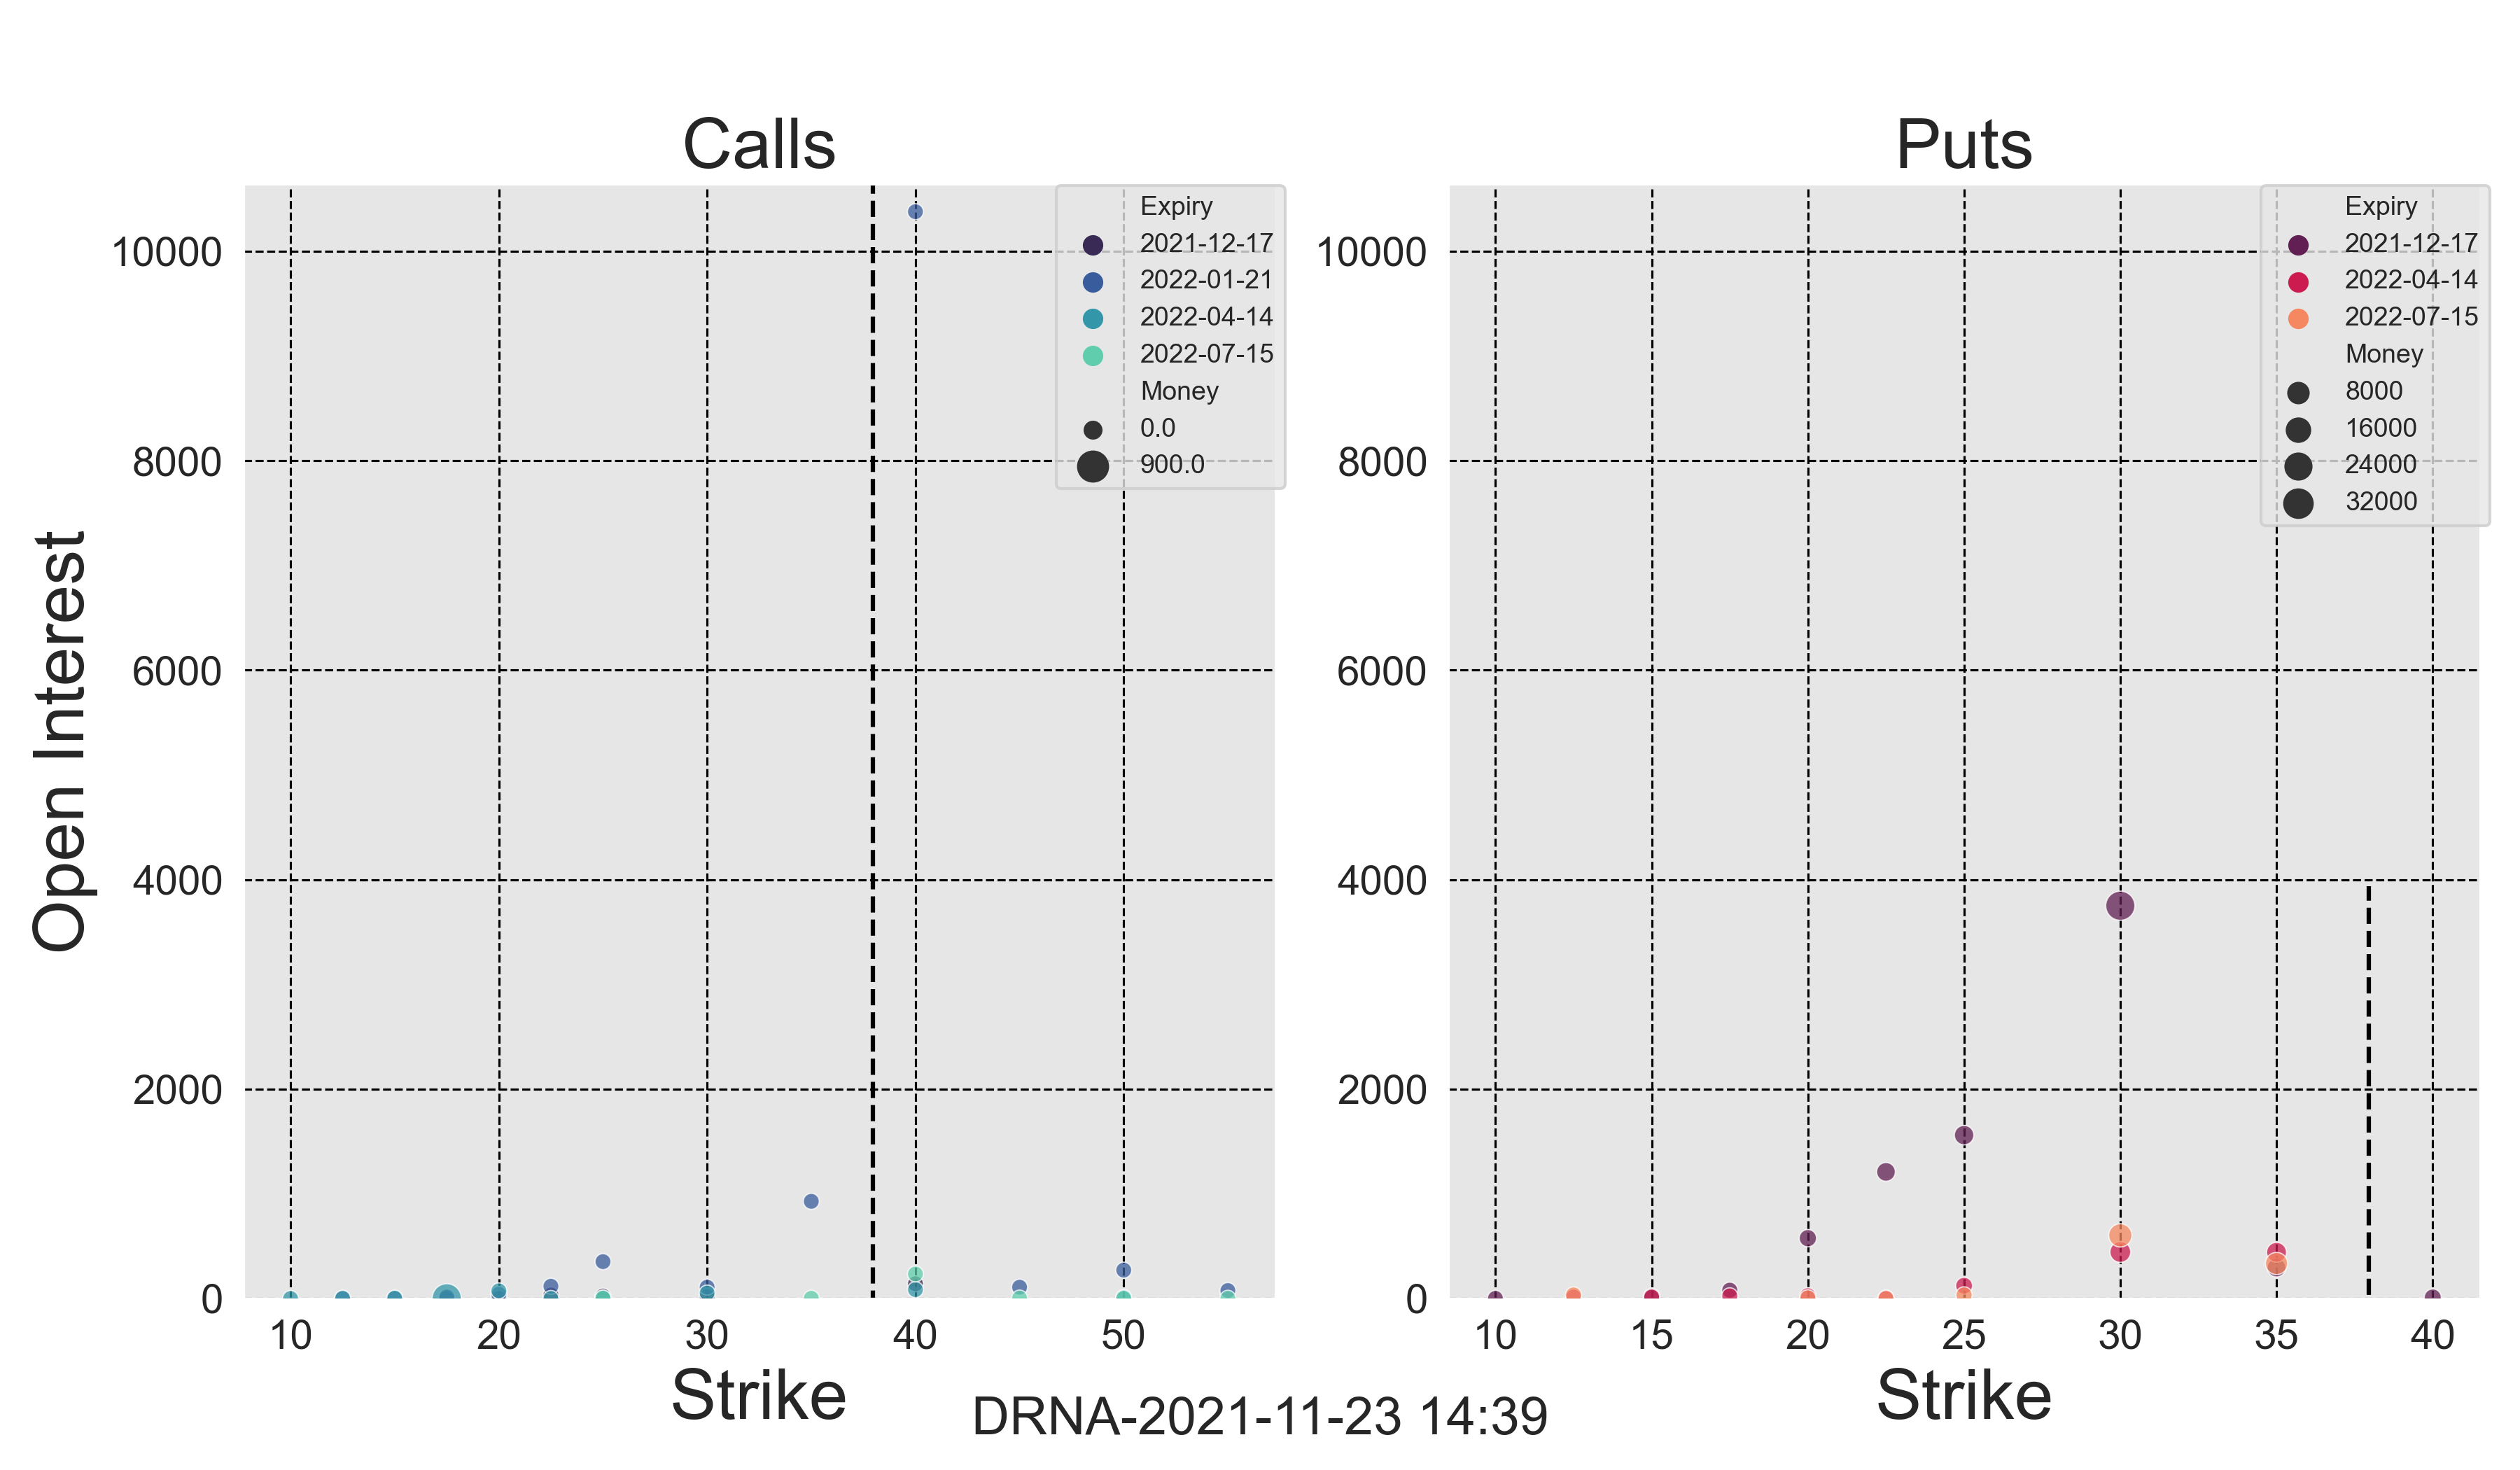 Calls
Expiry
2021-12-17
2022-01-21
2022-04-14
2022-07-15
Money
0.0
900.0
10000
8000
6000
4000
2000
0
Open Interest
10 20 30 40 50
Strike
Puts
Expiry
2021-12-17
2022-04-14
2022-07-15
Money
8000
16000
24000
32000
10000
8000
6000
4000
2000
0
10 15 20 25 30 35 40
Strike
DRNA-2021-11-23 14:39